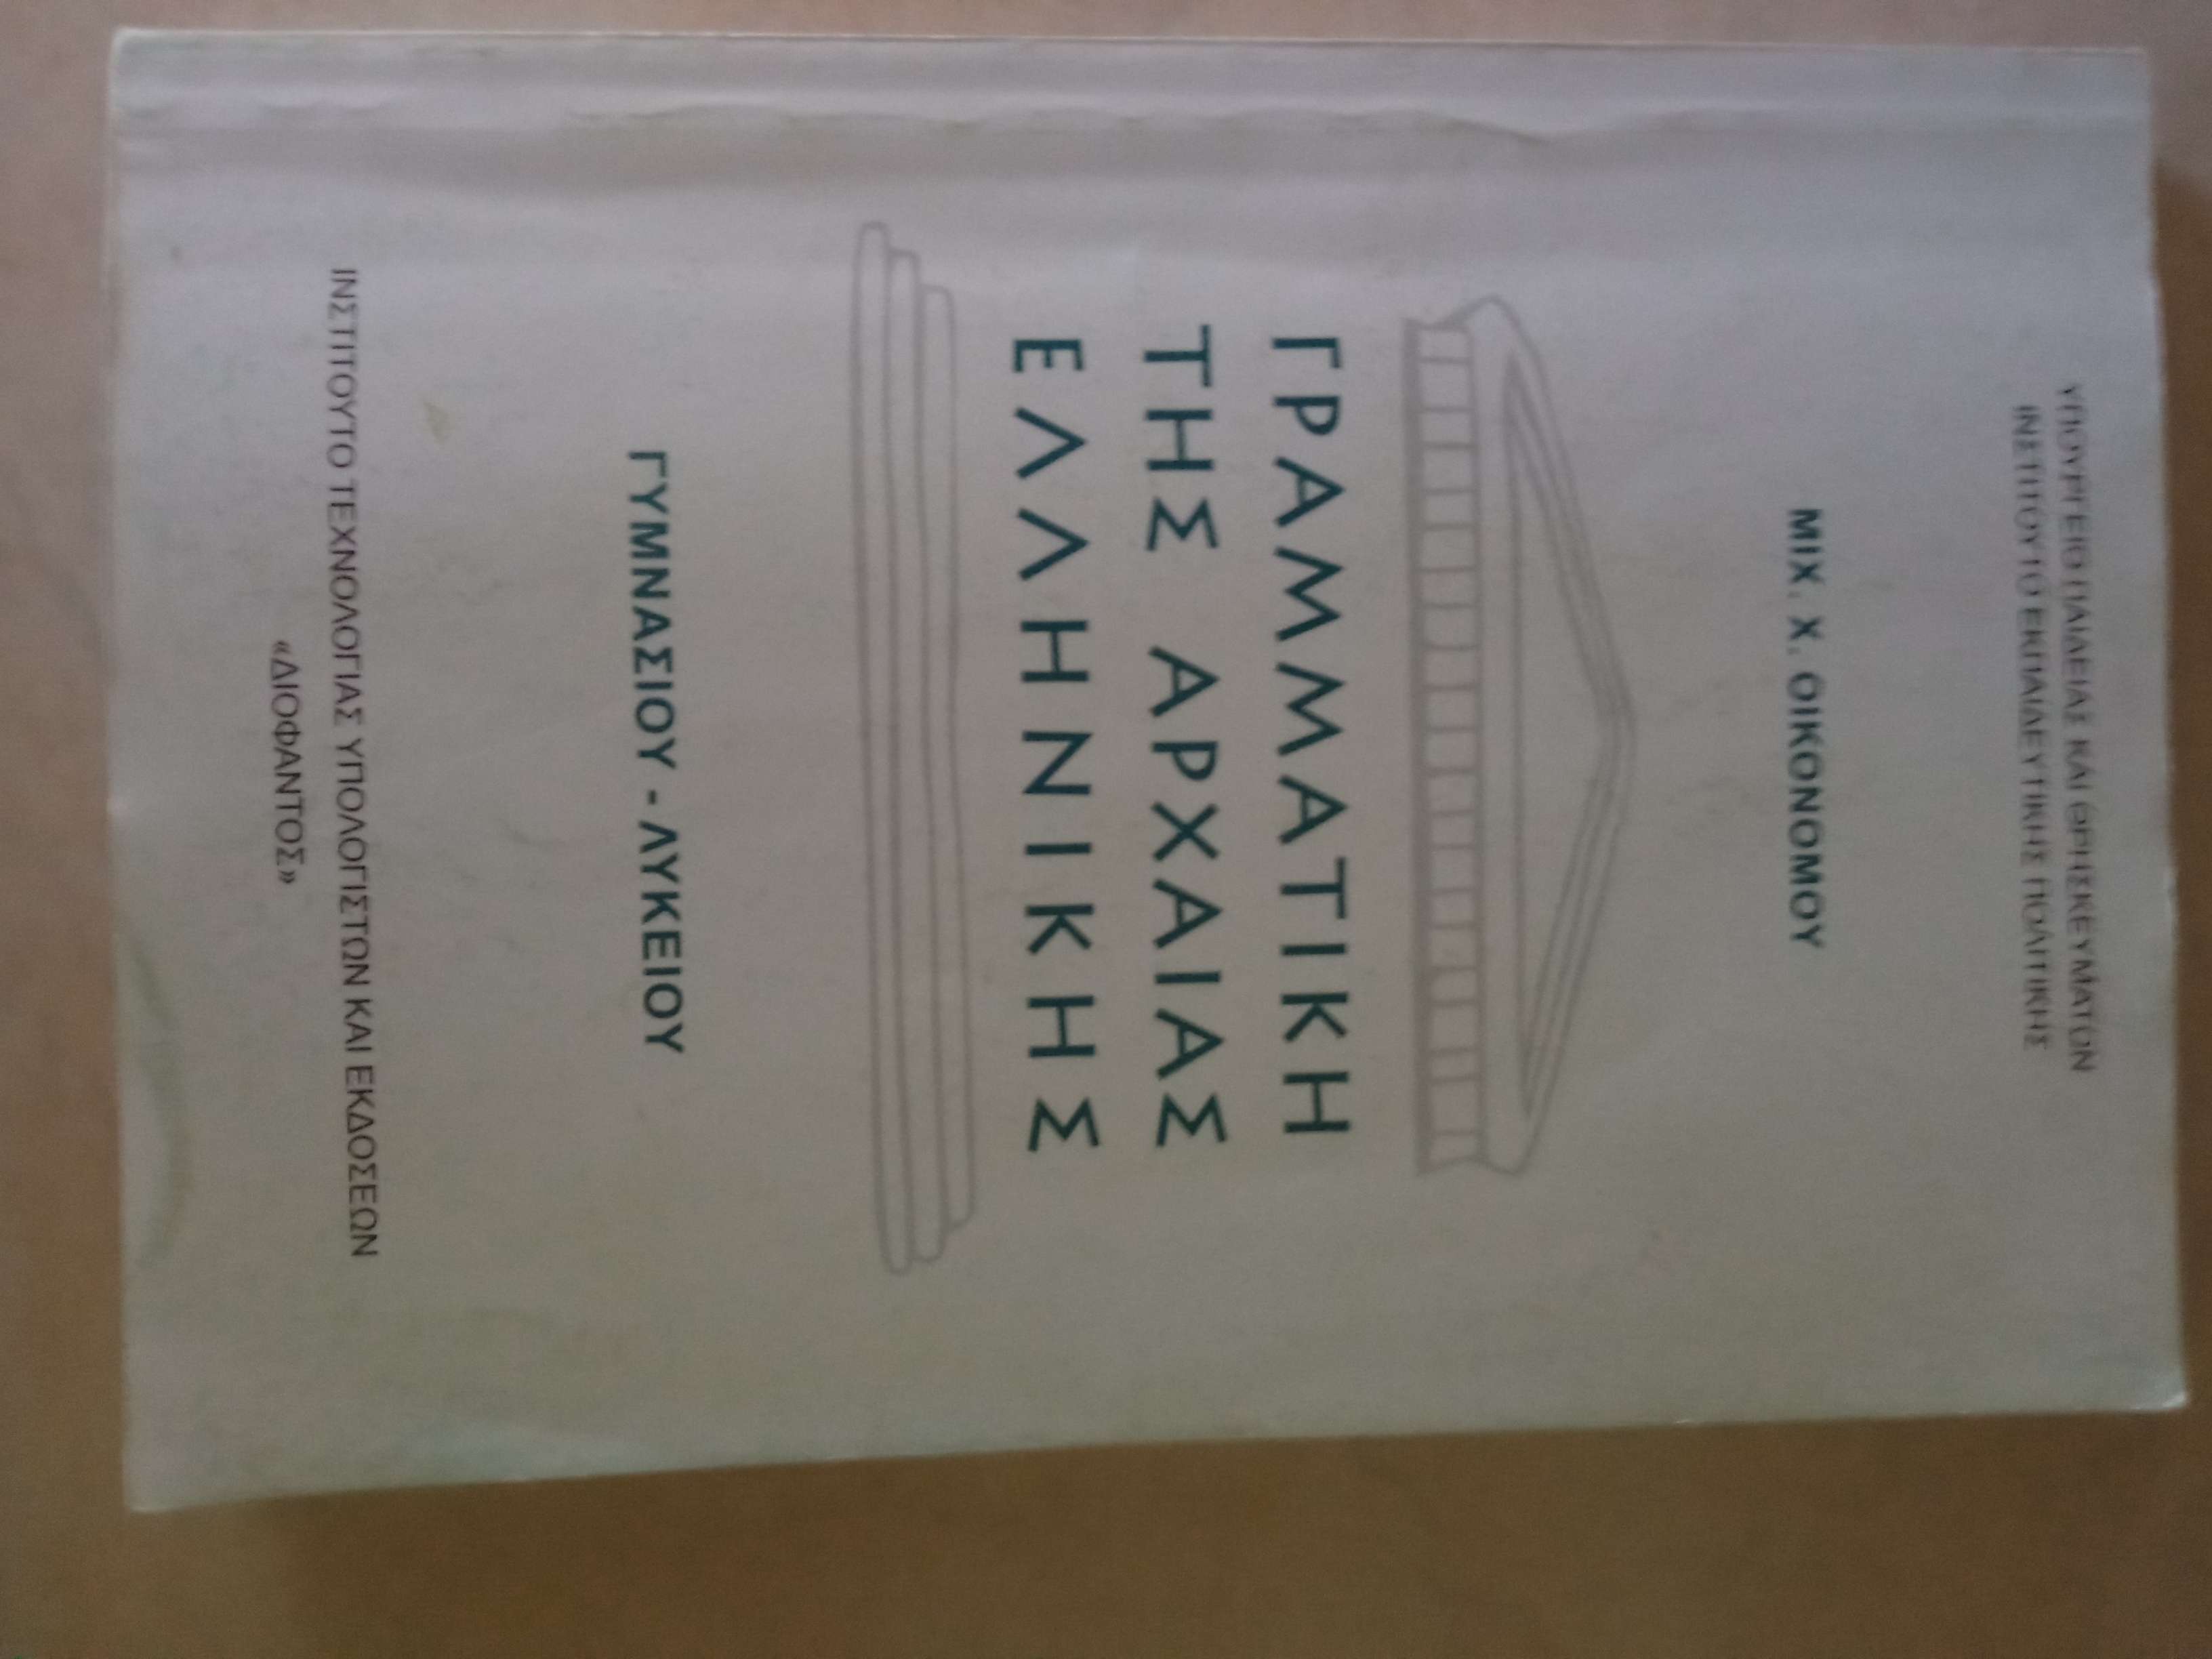 ΥΠΟΥΡΓΕΙΟ ΠΑΙΔΕΙΑΣ ΚΑΙ ΘΡΗΣΚΕΥΜΑΤΩΝ
ΙΝΣΤΙΤΟΥΤΟ ΕΚΠΑΙΔΕΥΤΙΚΗΣ ΠΟΛΙΤΙΚΗΣ
ΜΙΧ. Χ. ΟΙΚΟΝΟΜΟΥ
ΓΡΑΜΜΑΤΙΚΗ
ΤΗΣ ΑΡΧΑΙΑΣ
ΕΛΛΗΝΙΚΗΣ
ΓΥΜΝΑΣΙΟΥ - ΛΥΚΕΙΟΥ
ΙΝΣΤΙΤΟΥΤΟ ΤΕΧΝΟΛΟΓΙΑΣ ΥΠΟΛΟΓΙΣΤΩΝ ΚΑΙ ΕΚΔΟΣΕΩΝ
«ΔΙΟΦΑΝΤΟΣ»